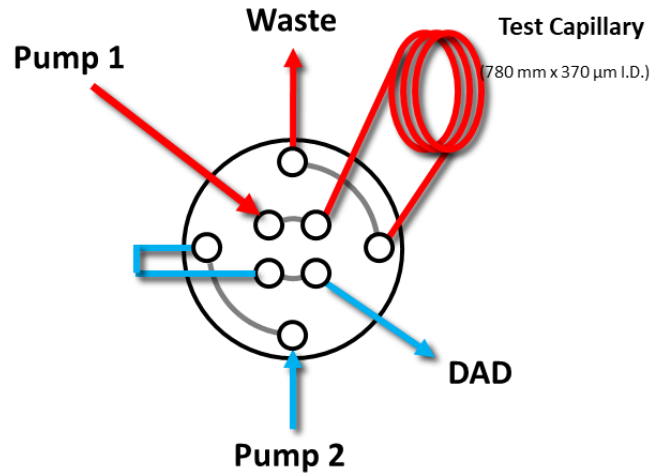 Waste
Test Capillary
Pump 1
(780 mm x 370 µm I.D.)
DAD
Pump 2